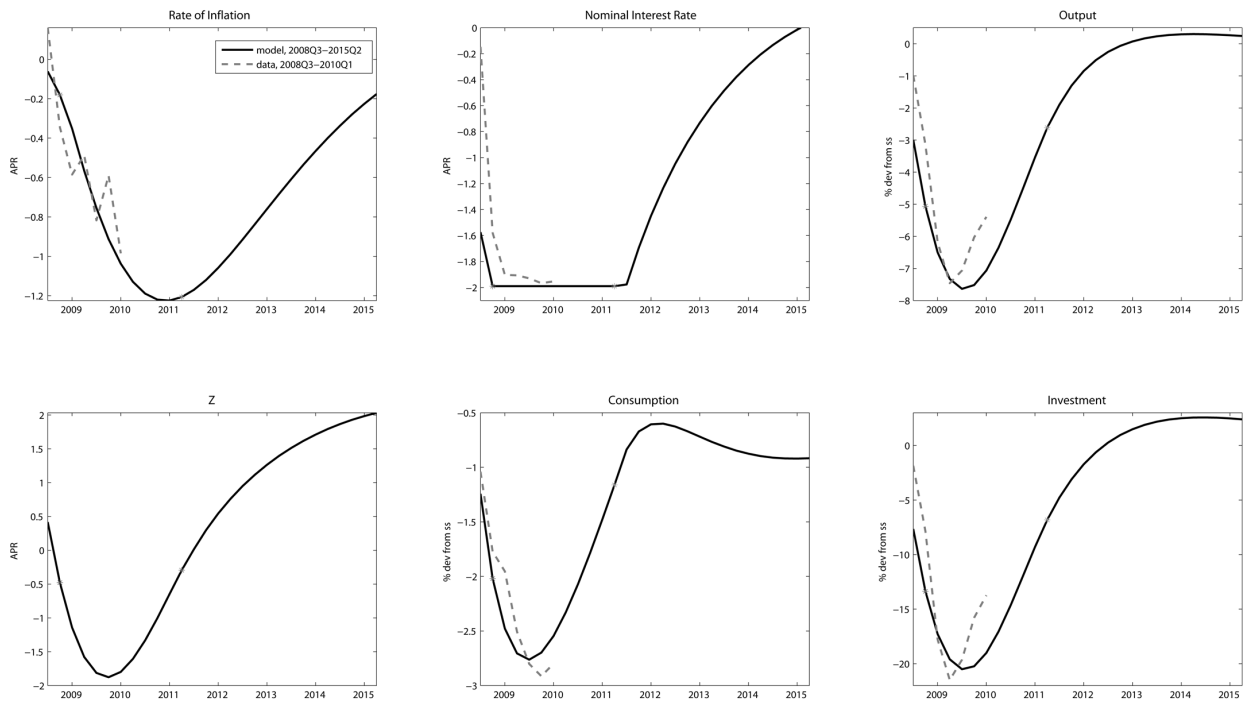 Rate of Inflation
APR
0
−0.2
−0.4
−0.6
−0.8
−1
−1.2
2009 2010 2011 2012 2013 2014 2015
model, 2008Q3−2015Q2
data, 2008Q3−2010Q1
Nominal Interest Rate
APR
0
−0.2
−0.4
−0.6
−0.8
−1
−1.2
−1.4
−1.6
−1.8
−2
2009 2010 2011 2012 2013 2014 2015
Output
% dev from ss
0
−1
−2
−3
−4
−5
−6
−7
−8
2009 2010 2011 2012 2013 2014 2015
Z
APR
2
1.5
1
0.5
0
−0.5
−1
−1.5
−2
2009 2010 2011 2012 2013 2014 2015
Consumption
% dev from ss
−0.5
−1
−1.5
−2
−2.5
−3
2009 2010 2011 2012 2013 2014 2015
Investment
% dev from ss
0
−5
−10
−15
−20
2009 2010 2011 2012 2013 2014 2015